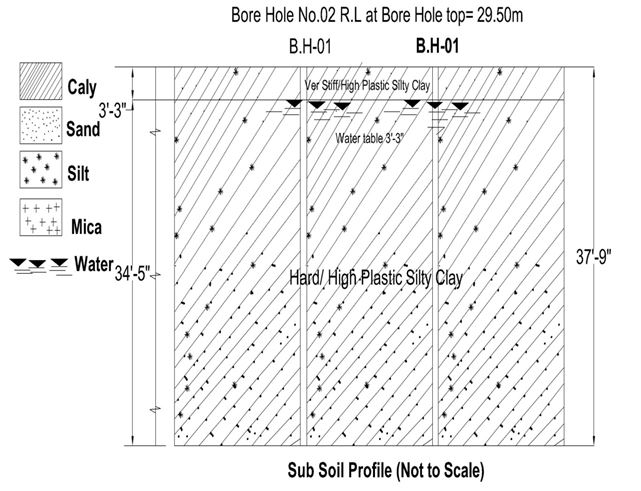 Bore Hole No.02 R.L at Bore Hole top= 29.50m
B.H-01 B.H-01
Caly
Sand
Silt
Mica
Water
3'-3"
34'-5"
Ver Stiff/High Plastic Silty Clay
Water table 3'-3"
Hard/ High Plastic Silty Clay
37'-9"
Sub Soil Profile (Not to Scale)